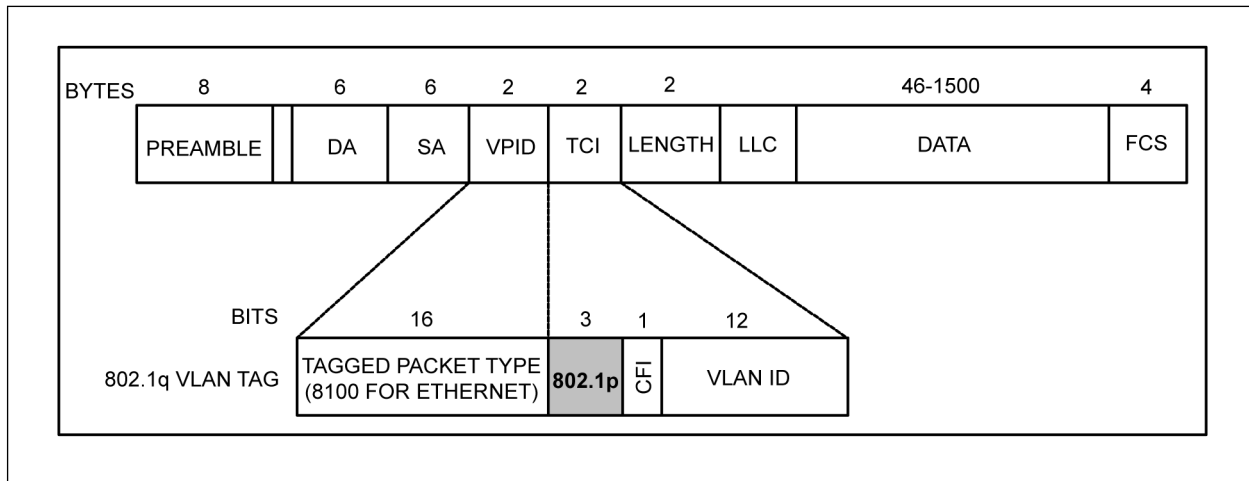 BYTES 8 6 6 2 2 2 46-1500 4
PREAMBLE DA SA VPID TCI LENGTH LLC DATA FCS
BITS 16 3 1 12
802.1q VLAN TAG
TAGGED PACKET TYPE
(8100 FOR ETHERNET)
802.1p
CFI
VLAN ID